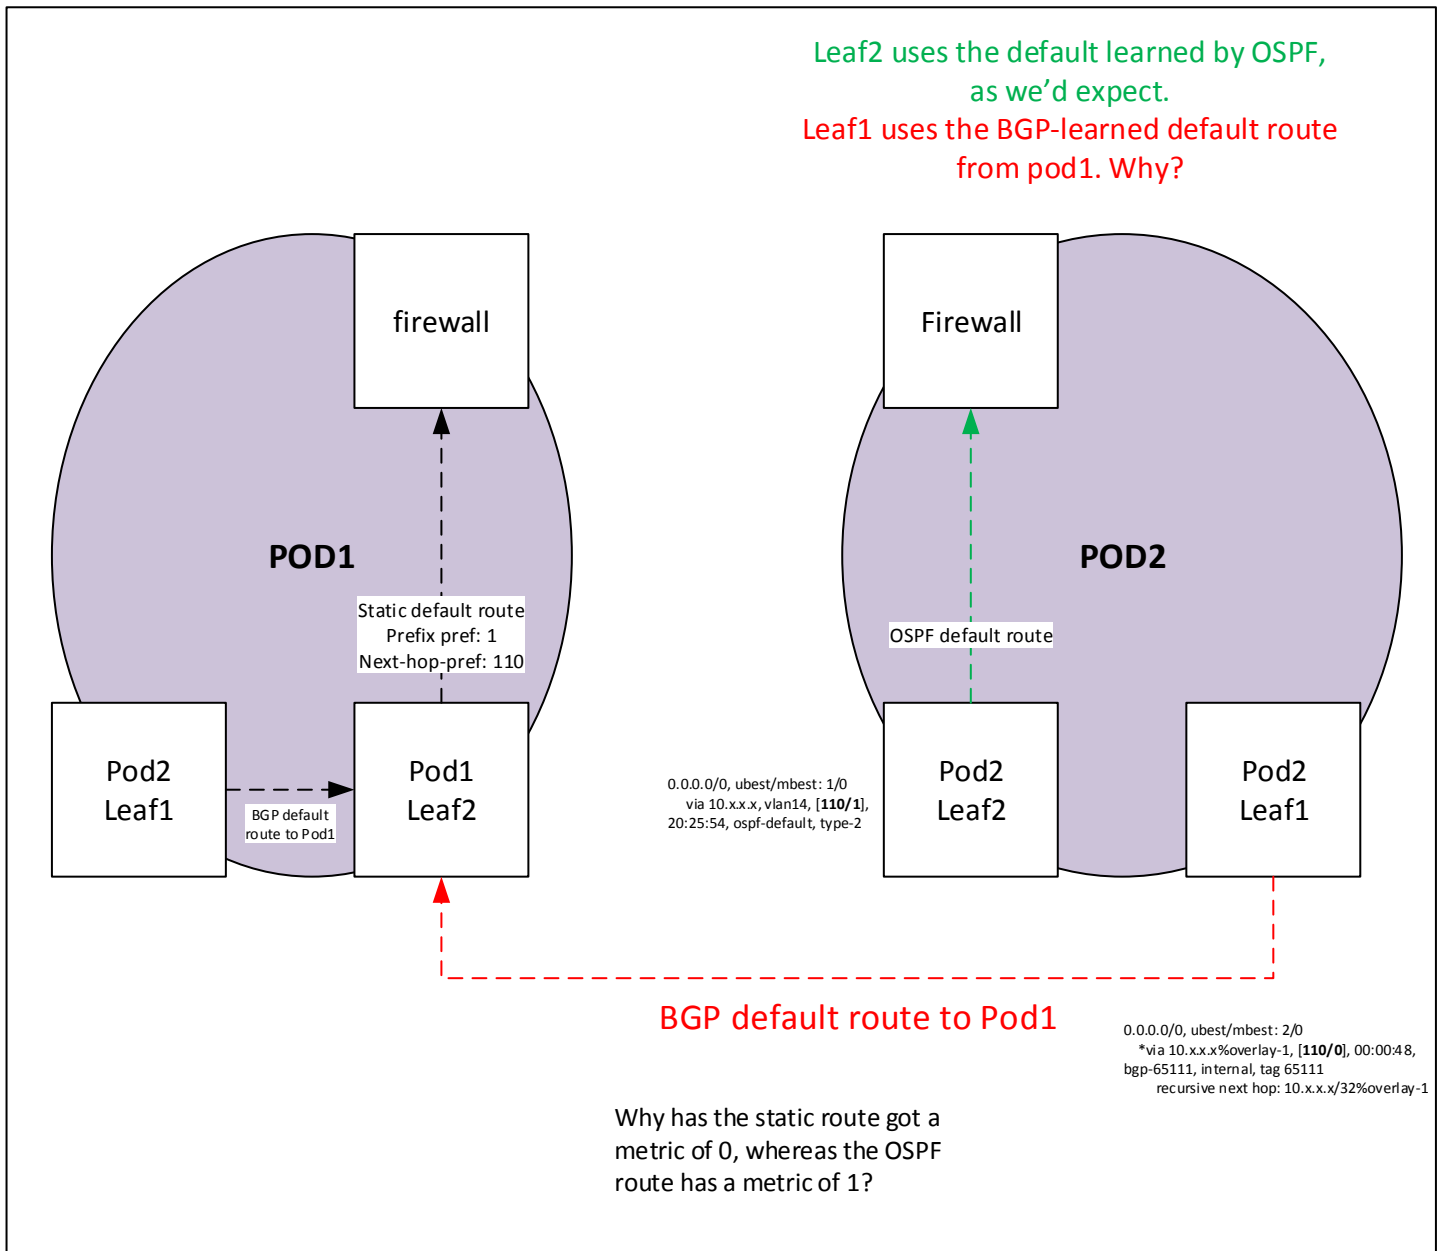 Leaf2 uses the default learned by OSPF,
as we’d expect.
Leaf1 uses the BGP-learned default route
from pod1. Why?
firewall
Firewall
POD1
POD2
Static default route
Prefix pref: 1
Next-hop-pref: 110
OSPF default route
Pod2
Leaf1
BGP default
route to Pod1
Pod1
Leaf2
0.0.0.0/0, ubest/mbest: 1/0
via 10.x.x.x, vlan14, [110/1],
20:25:54, ospf-default, type-2
Pod2
Leaf2
Pod2
Leaf1
BGP default route to Pod1
0.0.0.0/0, ubest/mbest: 2/0
*via 10.x.x.x%overlay-1, [110/0], 00:00:48,
bgp-65111, internal, tag 65111
recursive next hop: 10.x.x.x/32%overlay-1
Why has the static route got a
metric of 0, whereas the OSPF
route has a metric of 1?